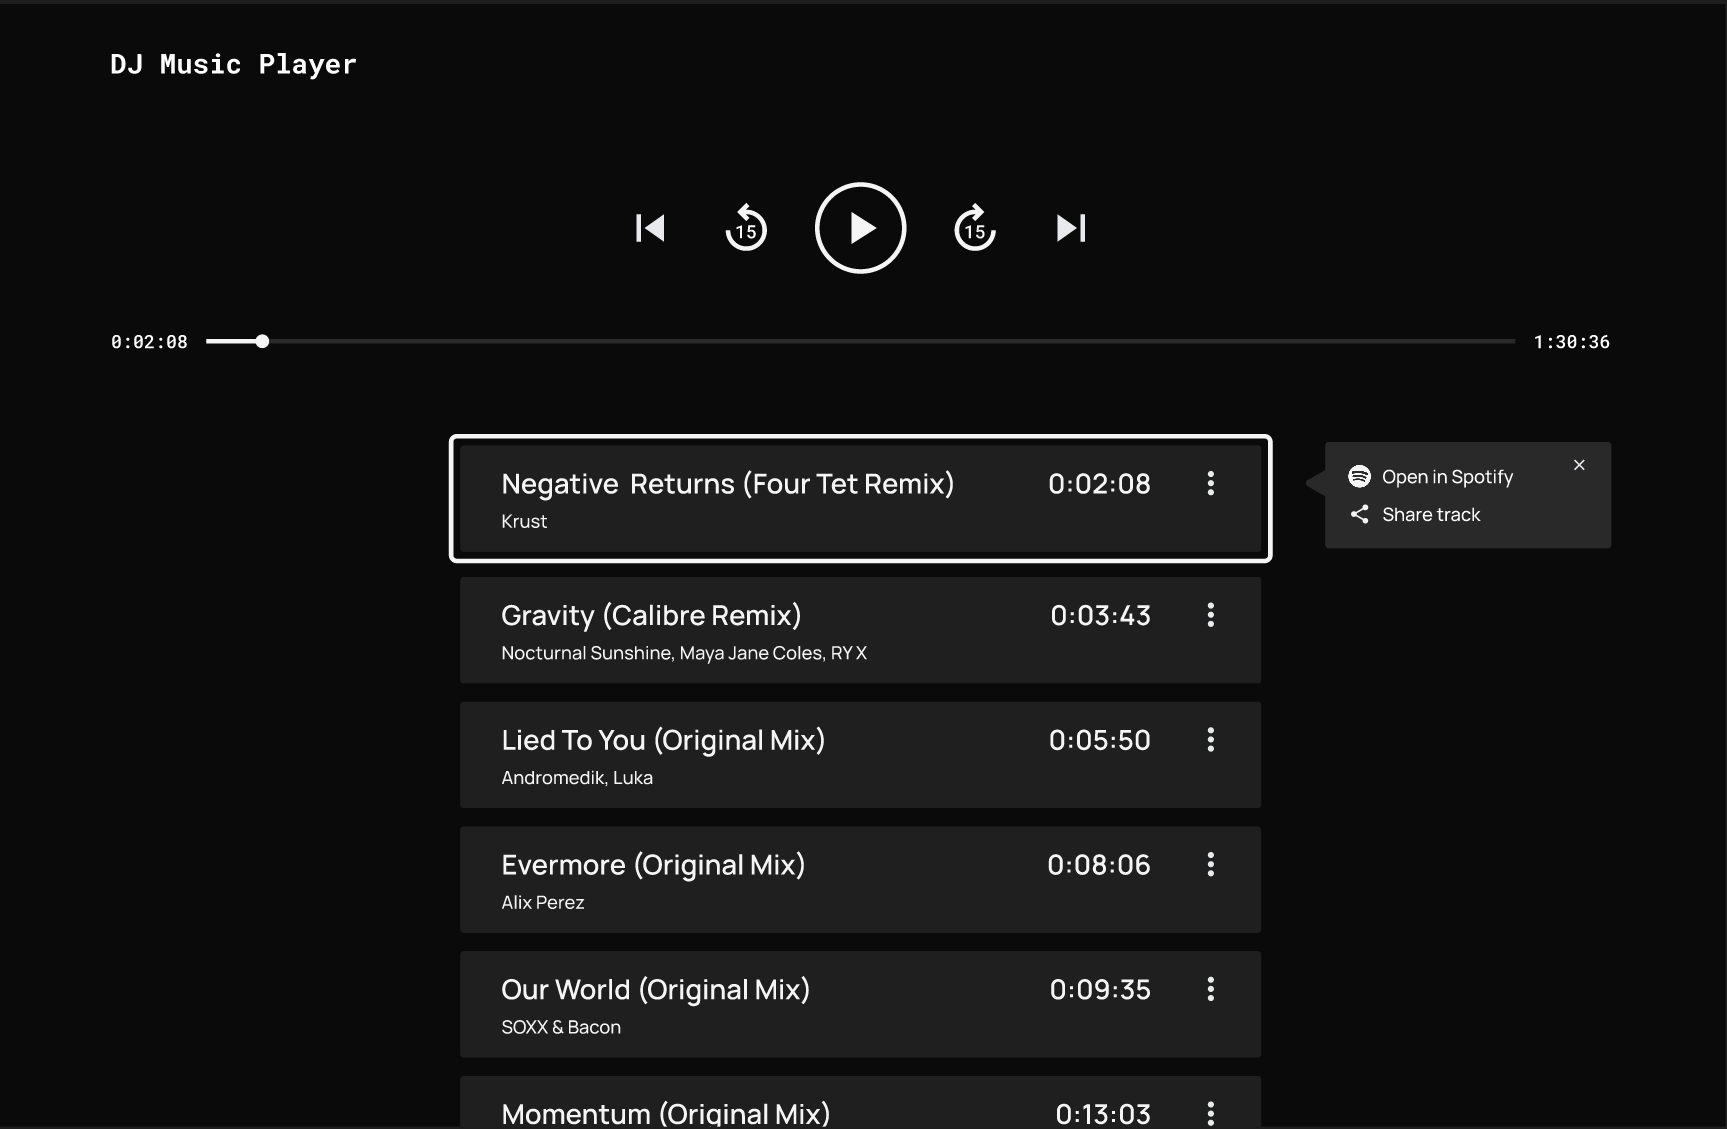 DJ Music Player
15
15
0:02:08
1:30:36
Negative Returns (Four Tet Remix) 0:02:08
Krust
Open in Spotify
Share track
Gravity (Calibre Remix) 0:03:43
Nocturnal Sunshine, Maya Jane Coles, RY X
Lied To You (Original Mix) 0:05:50
Andromedik, Luka
Evermore (Original Mix) 0:08:06
Alix Perez
Our World (Original Mix) 0:09:35
SOXX & Bacon
Momentum (Original Mix) 0:13:03